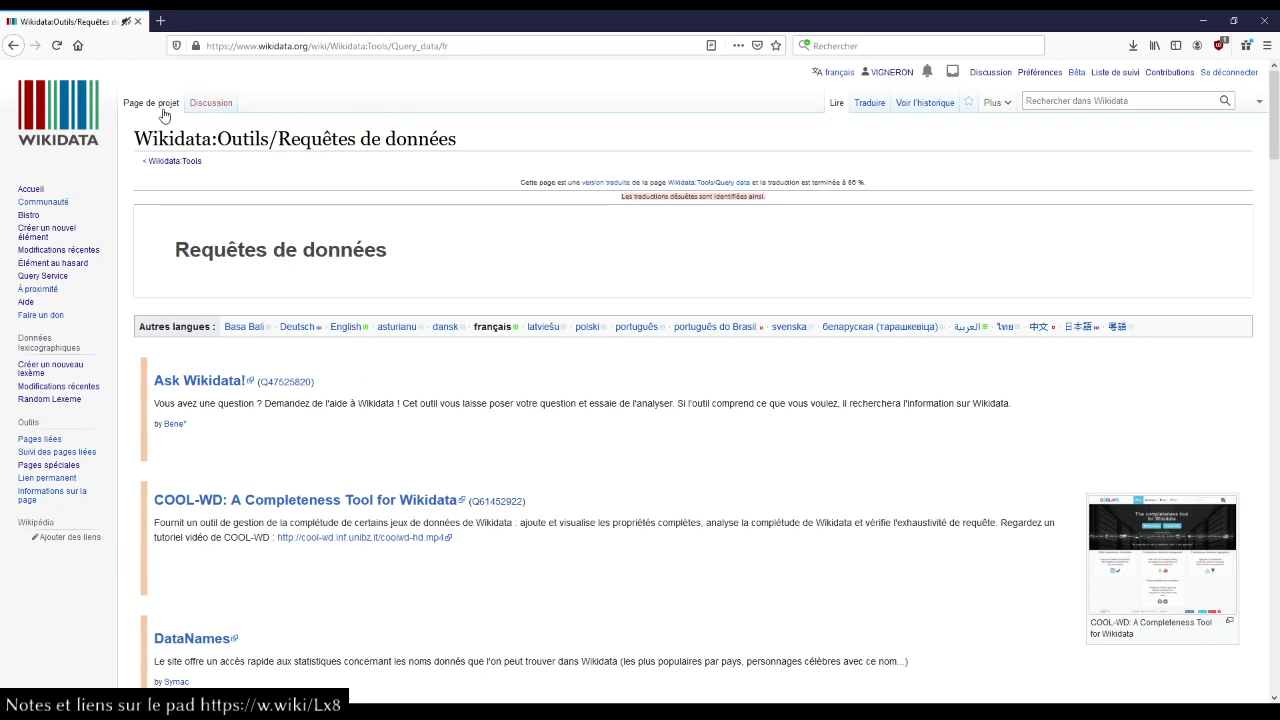 Wikidata:Outils/Requêtes de
https://www.wikidata.org/wiki/Wikidata:Tools/Query_data/fr
Rechercher
1
français VIGNERON Discussion Préférences Bêta Liste de suivi Contributions Se déconnecter
Page de projet Discussion Lire Traduire Voir l'historique Plus Rechercher dans Wikidata
WIKIDATA
Wikidata:Outils/Requêtes de données
< Wikidata:Tools
Cette page est une version traduite de la page Wikidata:Tools/Query data et la traduction est terminée à 86 %.
Les traductions désuètes sont identifiées ainsi.
Accueil
Communauté
Bistro
Créer un nouvel
élément
Modifications récentes
Élément au hasard
Query Service
À proximité
Aide
Faire un don
Données
lexicographiques
Créer un nouveau
lexème
Modifications récentes
Random Lexeme
Outils
Pages liées
Suivi des pages liées
Pages spéciales
Lien permanent
Informations sur la
page
Wikipédia
Ajouter des liens
Requêtes de données
Autres langues : Basa Bali · Deutsch · English · asturianu · dansk · français · latviešu · polski · português · português do Brasil · svenska · беларуская (тарашкевіца) · العربية · ไทย · 中文 · 日本語 · 粵語
Ask Wikidata! (Q47525820)
Vous avez une question ? Demandez de l'aide à Wikidata ! Cet outil vous laisse poser votre question et essaie de l'analyser. Si l'outil comprend ce que vous voulez, il recherchera l'information sur Wikidata.
by Bene*
COOL-WD: A Completeness Tool for Wikidata (Q61452922)
Fournit un outil de gestion de la complétude de certains jeux de données sur Wikidata : ajoute et visualise les propriétés complètes, analyse la complétude de Wikidata et vérifie l'exhaustivité de requête. Regardez un
tutoriel vidéo de COOL-WD : http://cool-wd.inf.unibz.it/coolwd-hd.mp4
The completeness tool
for Wikidata
COOL-WD: A Completeness Tool
for Wikidata
DataNames
Le site offre un accès rapide aux statistiques concernant les noms donnés que l'on peut trouver dans Wikidata (les plus populaires par pays, personnages célèbres avec ce nom...)
by Symac
Notes et liens sur le pad https://w.wiki/Lx8